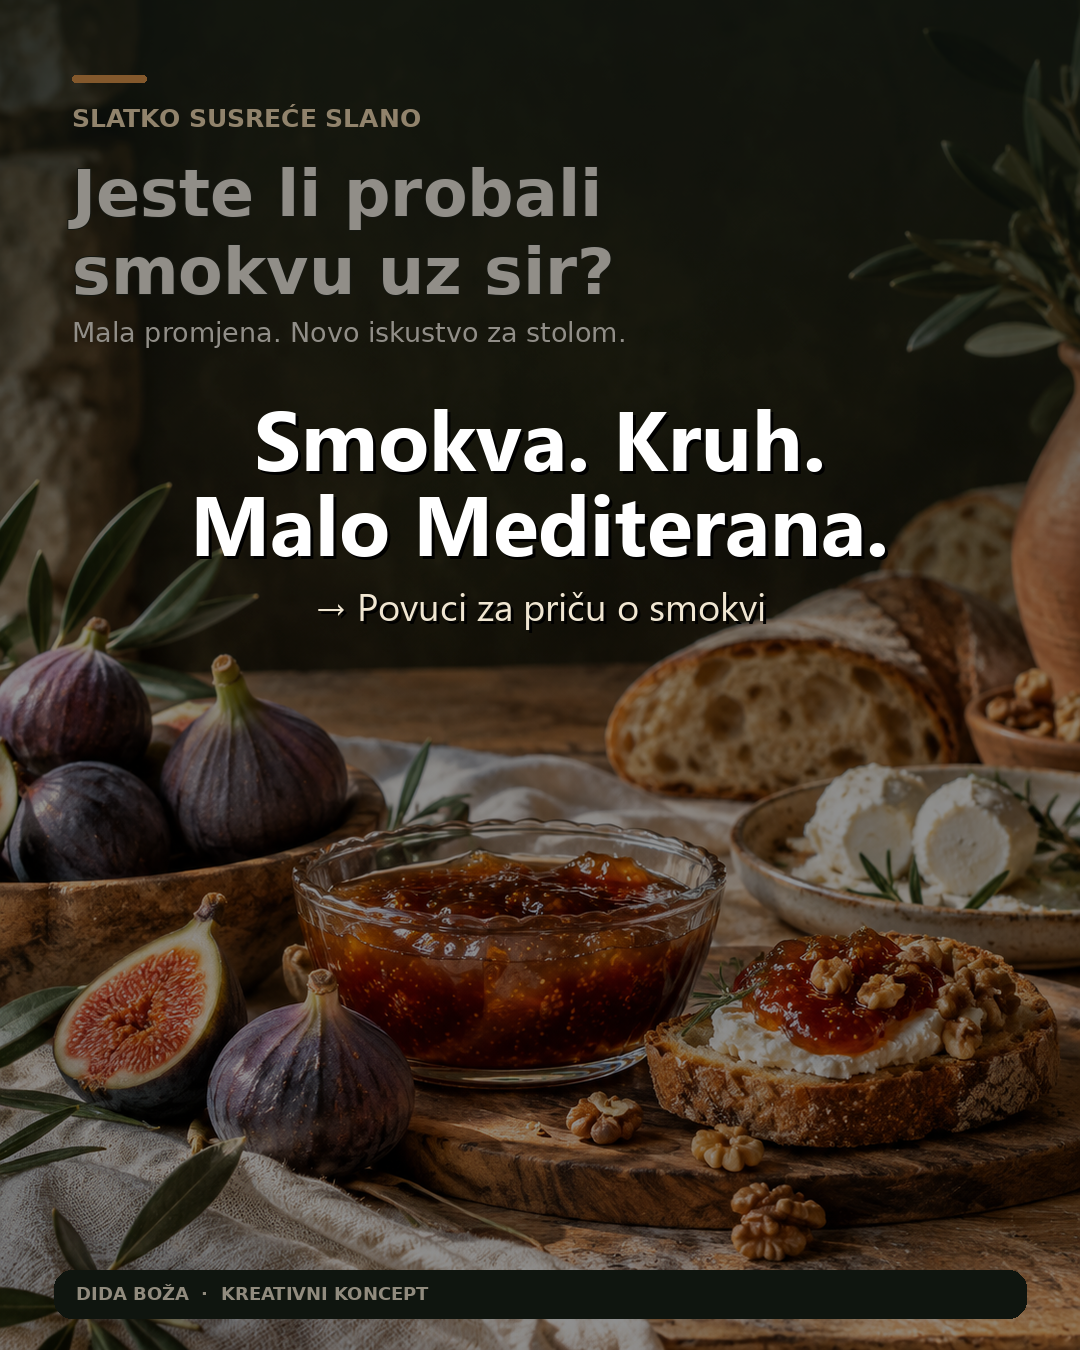 SLATKO SUSREĆE SLANO
Jeste li probali
smokvu uz sir?
Mala promjena. Novo iskustvo za stolom.
Smokva. Kruh.
Malo Mediterana.
→ Povuci za priču o smokvi
DIDA BOŽA · KREATIVNI KONCEPT